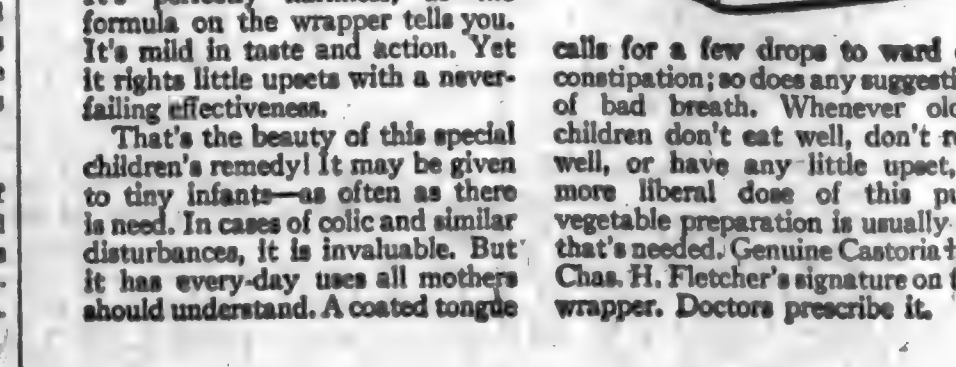 formula on the wrapper tells you.
It's mild in taste and action. Yet
it rights little upsets with a never-
failing effectiveness.
That's the beauty of this special
children's remedy! It may be given
to tiny infants—as often as there
is need. In cases of colic and similar
disturbances, it is invaluable. But
it has every-day uses all mothers
should understand. A coated tongue
calls for a few drops to ward
constipation; so does any suggesti
of bad breath. Whenever
children don't eat well, don't
well, or have any little upset,
more liberal dose of this
vegetable preparation is usually
that's needed. Genuine Castoria
Chas. H. Fletcher's signature on
wrapper. Doctors prescribe it.